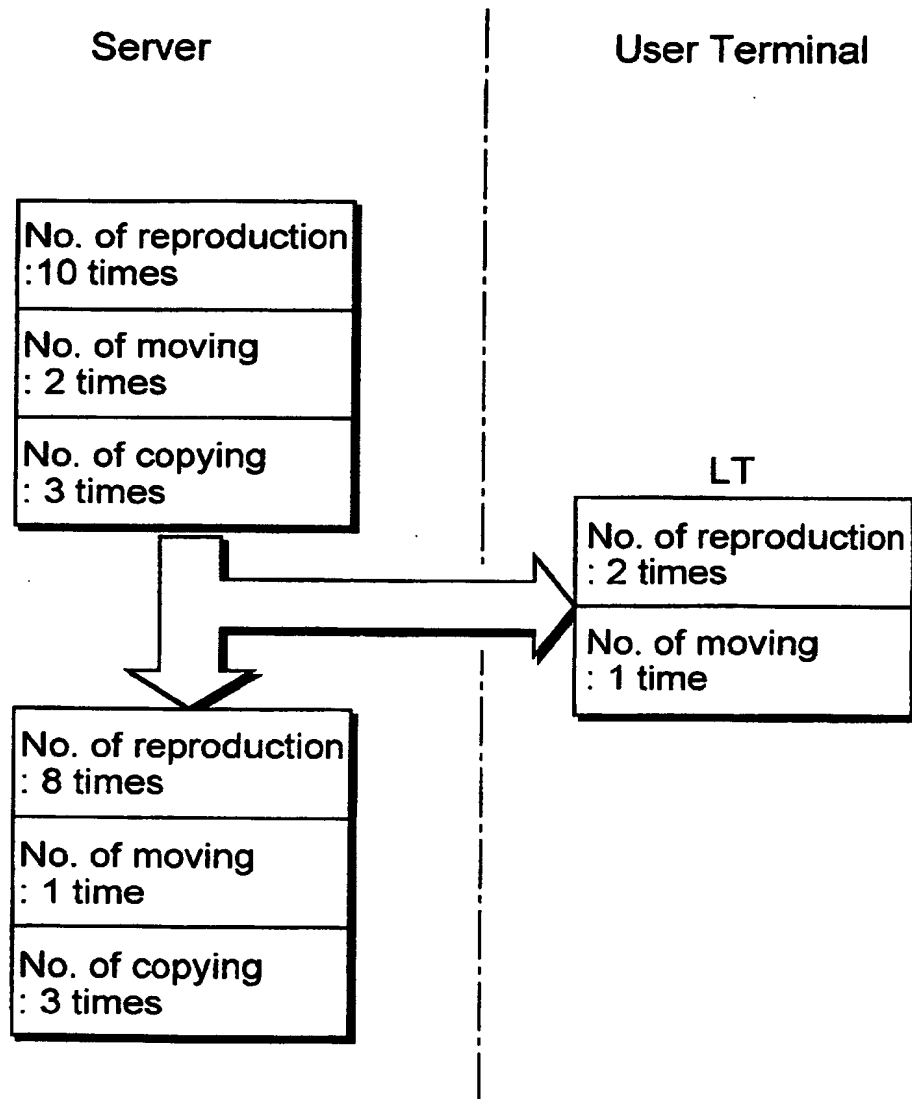 Server
User Terminal
No. of reproduction
:10 times
No. of moving
: 2 times
No. of copying
: 3 times
LT
No. of reproduction
: 2 times
No. of moving
: 1 time
No. of reproduction
: 8 times
No. of moving
: 1 time
No. of copying
: 3 times